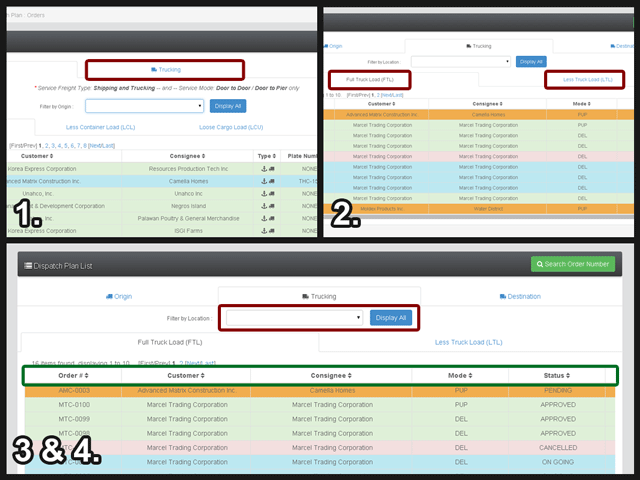 ch Plan : Orders
Trucking
* Service Freight Type: Shipping and Trucking -- and -- Service Mode: Door to Door / Door to Pier only
Filter by Origin : Display All
Less Container Load (LCL) Loose Cargo Load (LCU)
[First/Prev] 1, 2, 3, 4, 5, 6, 7, 8 [Next/Last]
Customer Consignee Type Plate Num
Korea Express Corporation Resources Production Tech Inc NONE
anced Matrix Construction Inc. Camella Homes THC-15
Unahco, Inc. Unahco Inc NONE
& Development Corporation Negros Island NONE
Palawan Poultry & General Merchandise NONE
Korea Express Corporation ISGI Farms NONE
1.
Origin Trucking Destination
Filter by Location : Display All
Full Truck Load (FTL) Less Truck Load (LTL)
1 to 10. [First/Prev] 1, 2 [Next/Last]
Customer Consignee Mode
Advanced Matrix Construction Inc. Camella Homes PUP
Marcel Trading Corporation Marcel Trading Corporation PUP
Marcel Trading Corporation Marcel Trading Corporation DEL
Marcel Trading Corporation Marcel Trading Corporation DEL
Marcel Trading Corporation Marcel Trading Corporation DEL
Marcel Trading Corporation Marcel Trading Corporation DEL
Marcel Trading Corporation Marcel Trading Corporation DEL
Marcel Trading Corporation Marcel Trading Corporation DEL
Marcel Trading Corporation Marcel Trading Corporation DEL
Products Inc Water District PUP
2.
Dispatch Plan List Search Order Number
Origin Trucking Destination
Filter by Location : Display All
Full Truck Load (FTL) Less Truck Load (LTL)
16 items found, displaying 1 to 10. [First/Prev] 1, 2 [Next/Last]
Order # Customer Consignee Mode Status
AMC-0003 Advanced Matrix Construction Inc. Camella Homes PUP PENDING
MTC-0100 Marcel Trading Corporation Marcel Trading Corporation PUP APPROVED
MTC-0099 Marcel Trading Corporation Marcel Trading Corporation DEL APPROVED
MTC-0098 Marcel Trading Corporation Marcel Trading Corporation DEL APPROVED
MTC- Marcel Trading Corporation Marcel Trading Corporation DEL CANCELLED
MTC- Marcel Trading Corporation Marcel Trading Corporation DEL ON GOING
3 & 4.